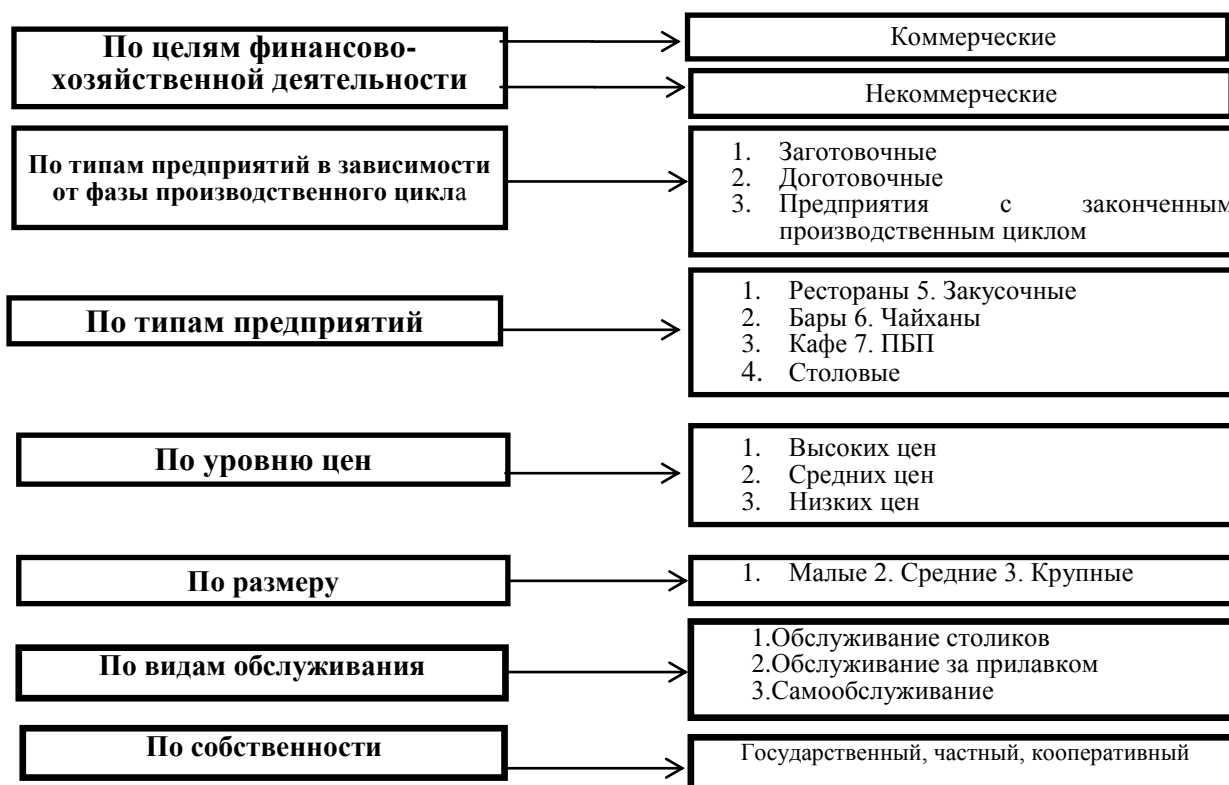 По целям финансово-
хозяйственной деятельности
Коммерческие
Некоммерческие
По типам предприятий в зависимости
от фазы производственного цикла
1. Заготовочные
2. Доготовочные
3. Предприятия с законченным
производственным циклом
По типам предприятий
1. Рестораны 5. Закусочные
2. Бары 6. Чайханы
3. Кафе 7. ПБП
4. Столовые
По уровню цен
1. Высоких цен
2. Средних цен
3. Низких цен
По размеру
1. Малые 2. Средние 3. Крупные
По видам обслуживания
1.Обслуживание столиков
2.Обслуживание за прилавком
3.Самообслуживание
По собственности
Государственный, частный, кооперативный